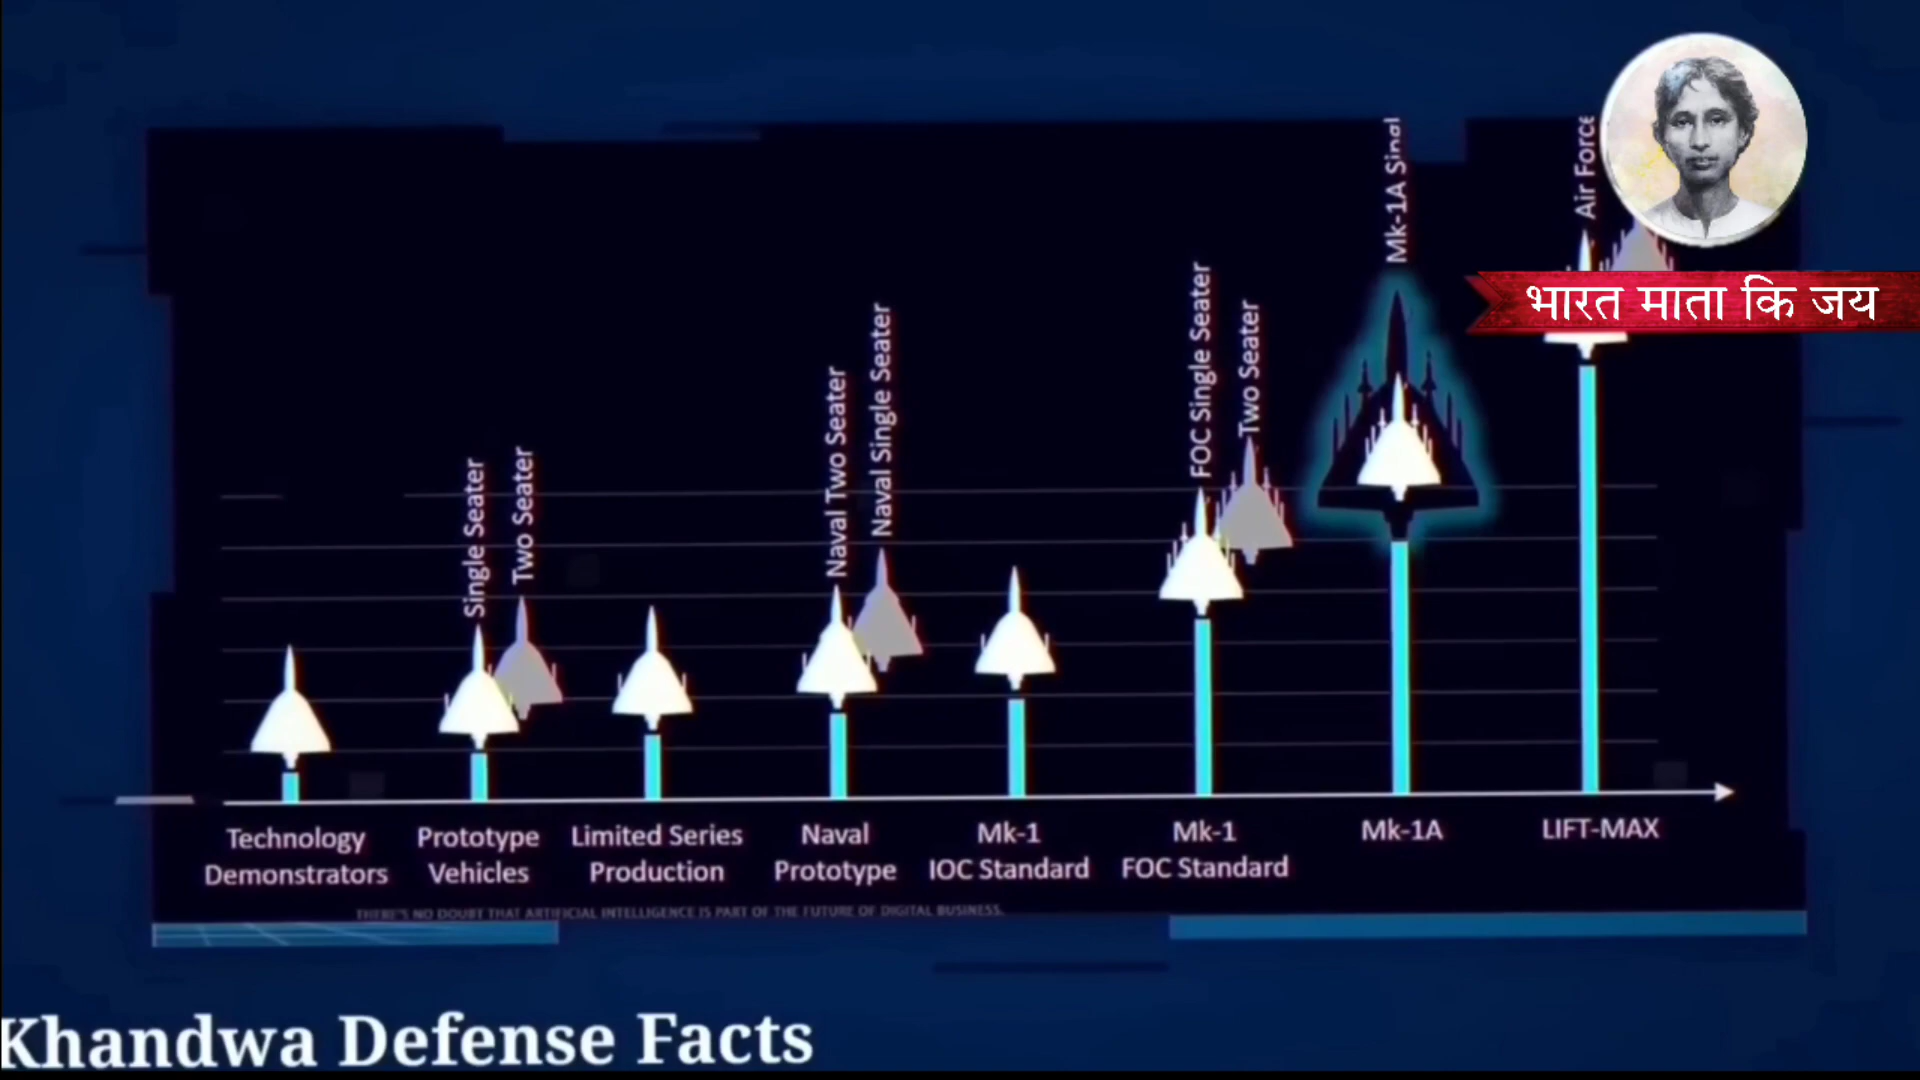 Air Force
Mk-1A
भारत माता कि जय
FOC Single Seater
Two Seater
Naval Two Seater
Naval Single Seater
Single Seater
Two Seater
Technology
Demonstrators
Prototype
Vehicles
Limited Series
Production
Naval
Prototype
Mk-1
IOC Standard
Mk-1
FOC Standard
Mk-1A
LIFT-MAX
THERE'S NO DOUBT THAT ARTIFICIAL INTELLIGENCE IS PART OF THE FUTURE OF DIGITAL BUSINESS.
Khandwa Defense Facts